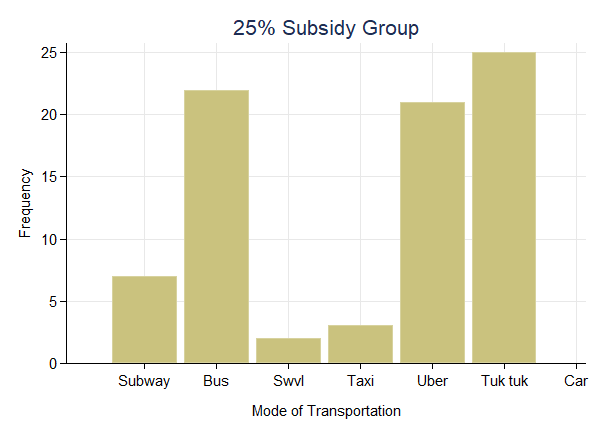 25% Subsidy Group
25
20
15
10
5
0
Frequency
Subway Bus Swvl Taxi Uber Tuk tuk Car
Mode of Transportation